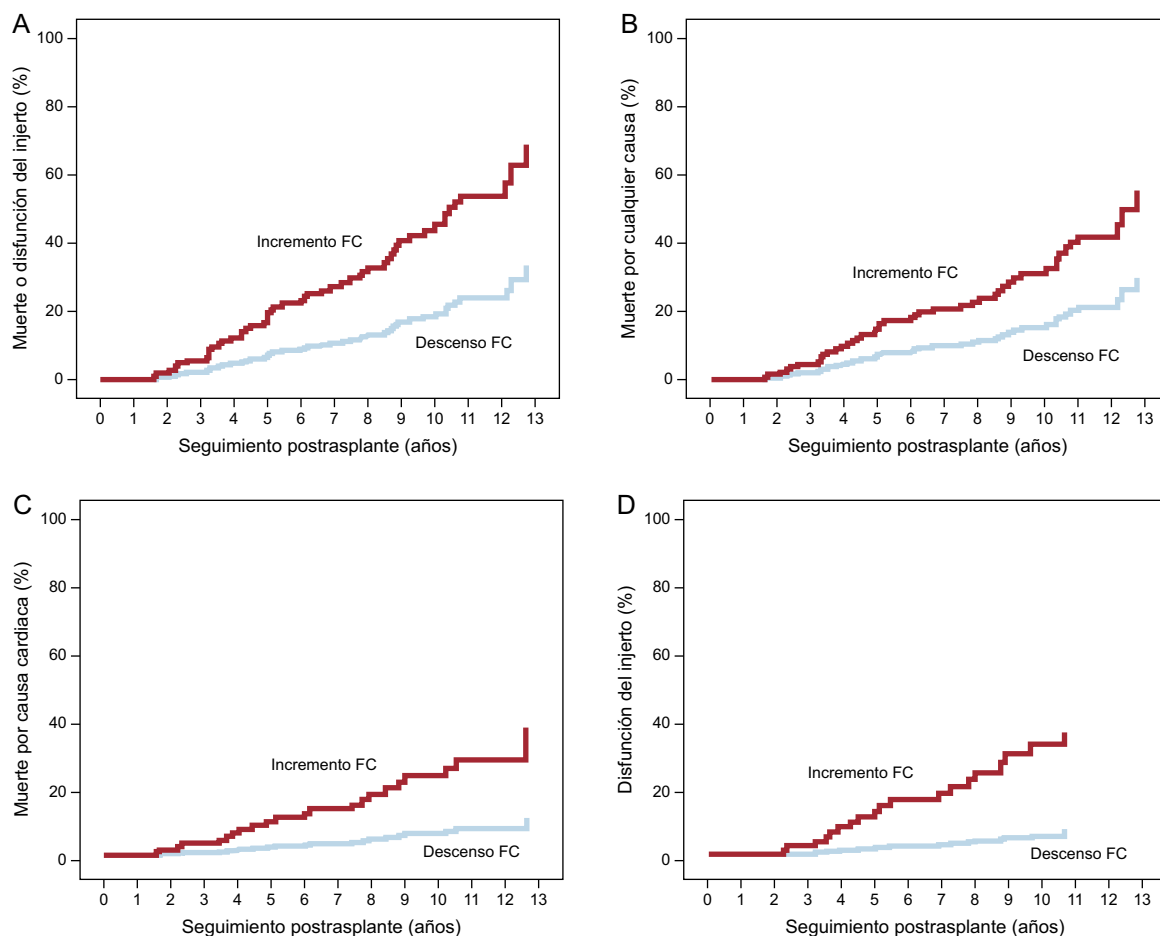 A
100
80
60
40
20
0
Muerte o disfunción del injerto (%)
Incremento FC
Descenso FC
0 1 2 3 4 5 6 7 8 9 10 11 12 13
Seguimiento postrasplante (años)
B
100
80
60
40
20
0
Muerte por cualquier causa (%)
Incremento FC
Descenso FC
0 1 2 3 4 5 6 7 8 9 10 11 12 13
Seguimiento postrasplante (años)
C
100
80
60
40
20
0
Muerte por causa cardiaca (%)
Incremento FC
Descenso FC
0 1 2 3 4 5 6 7 8 9 10 11 12 13
Seguimiento postrasplante (años)
D
100
80
60
40
20
0
Disfunción del injerto (%)
Incremento FC
Descenso FC
0 1 2 3 4 5 6 7 8 9 10 11 12 13
Seguimiento postrasplante (años)